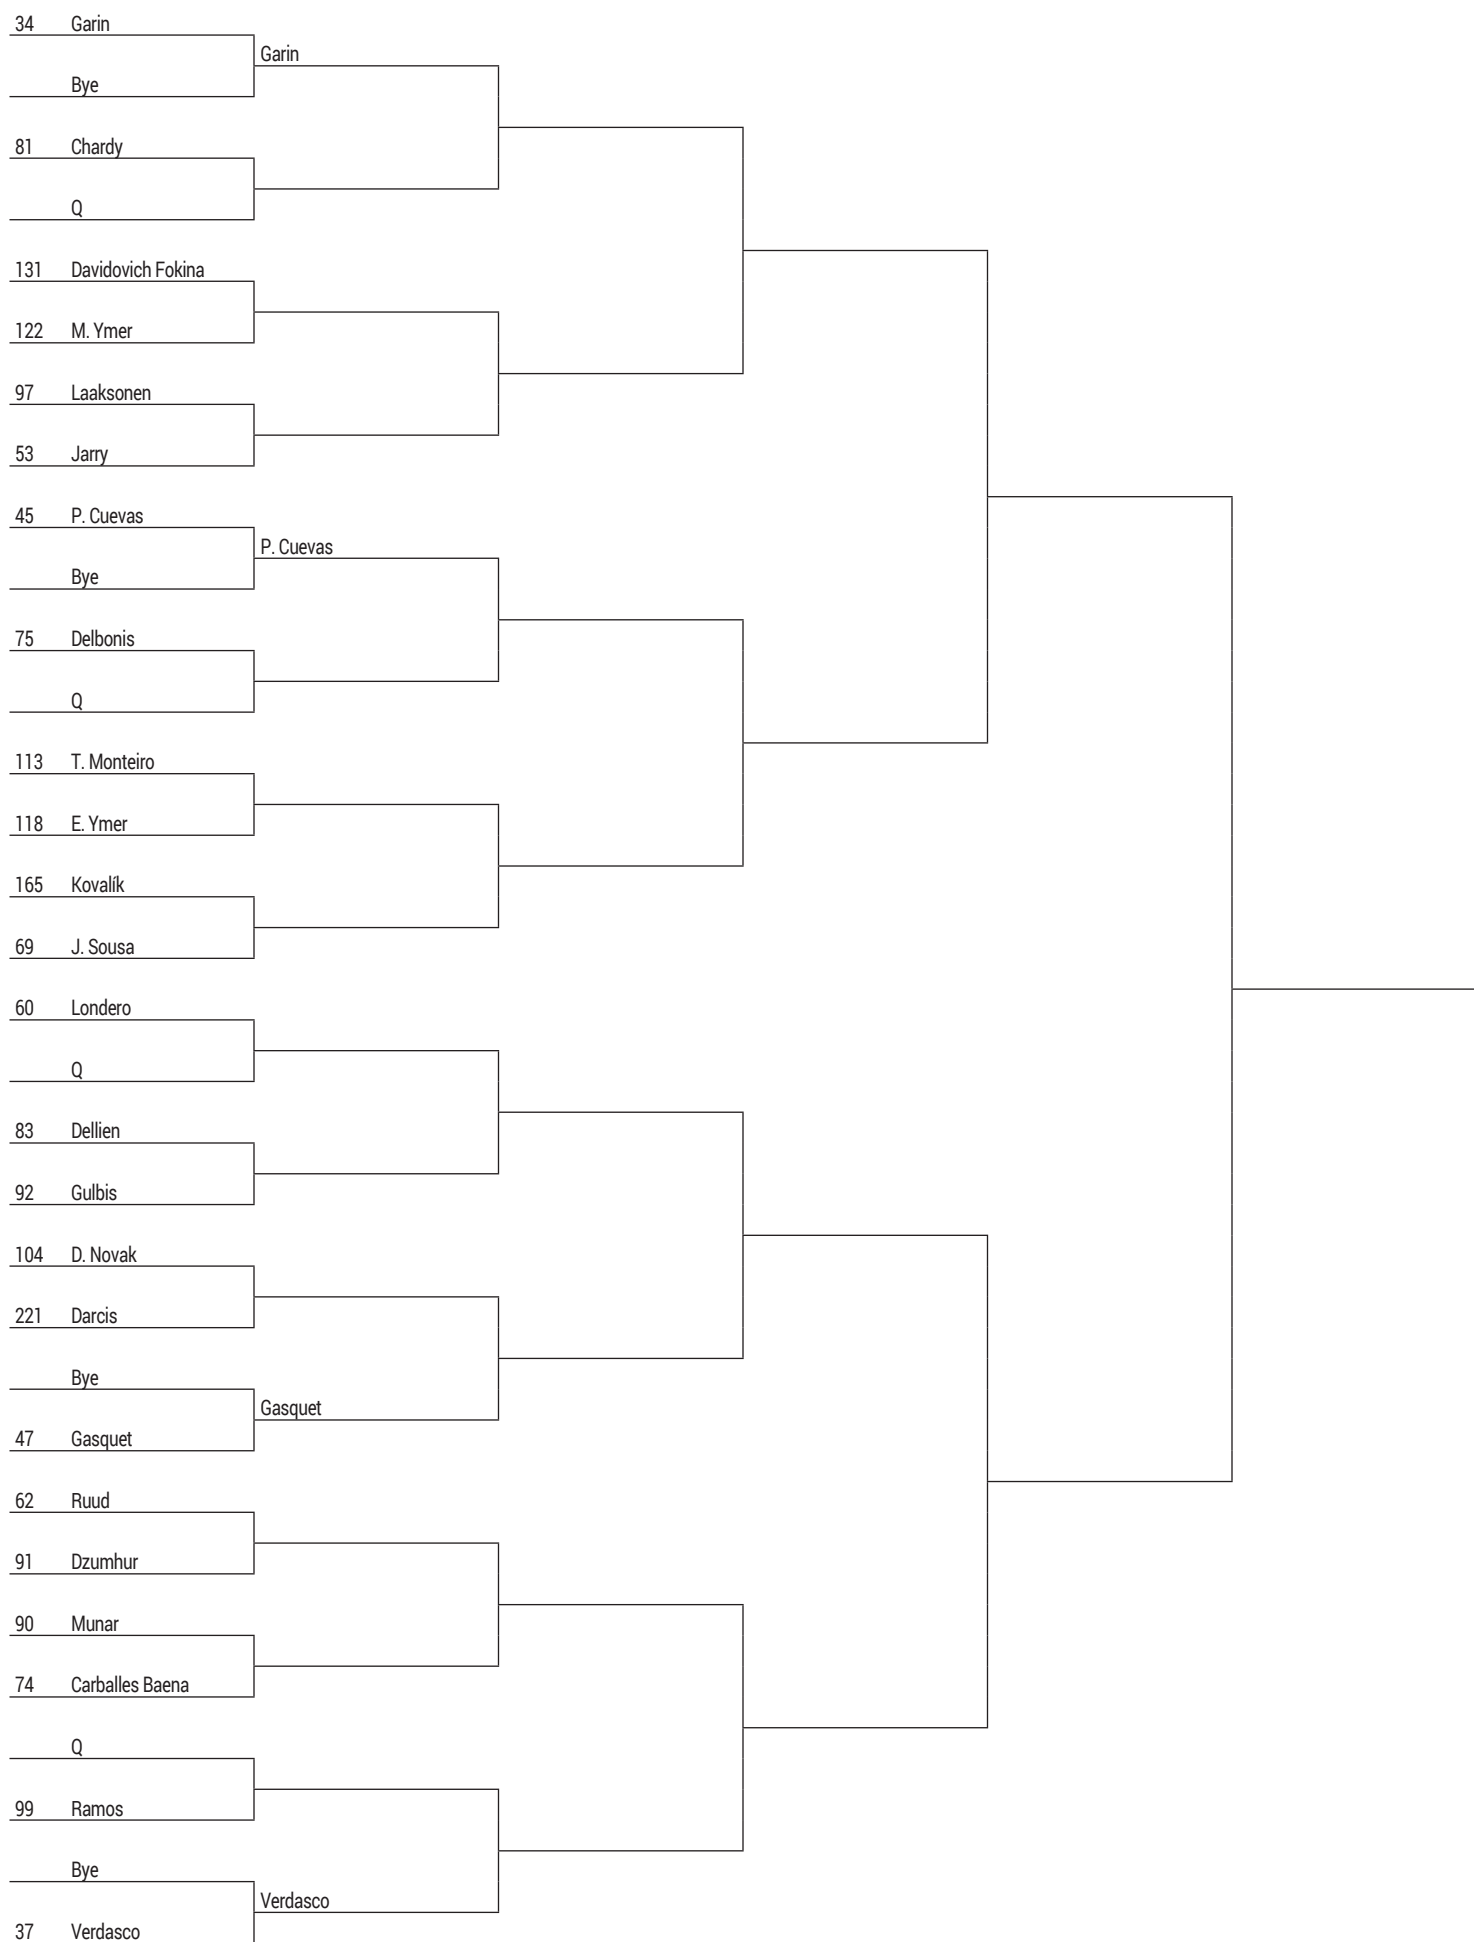 34 Garin
Garin
Bye
81 Chardy
Q
131 Davidovich Fokina
122 M. Ymer
97 Laaksonen
53 Jarry
45 P. Cuevas
P. Cuevas
Bye
75 Delbonis
Q
113 T. Monteiro
118 E. Ymer
165 Kovalík
69 J. Sousa
60 Londero
Q
83 Dellien
92 Gulbis
104 D. Novak
221 Darcis
Bye
Gasquet
47 Gasquet
62 Ruud
91 Dzumhur
90 Munar
74 Carballes Baena
Q
99 Ramos
Bye
Verdasco
37 Verdasco